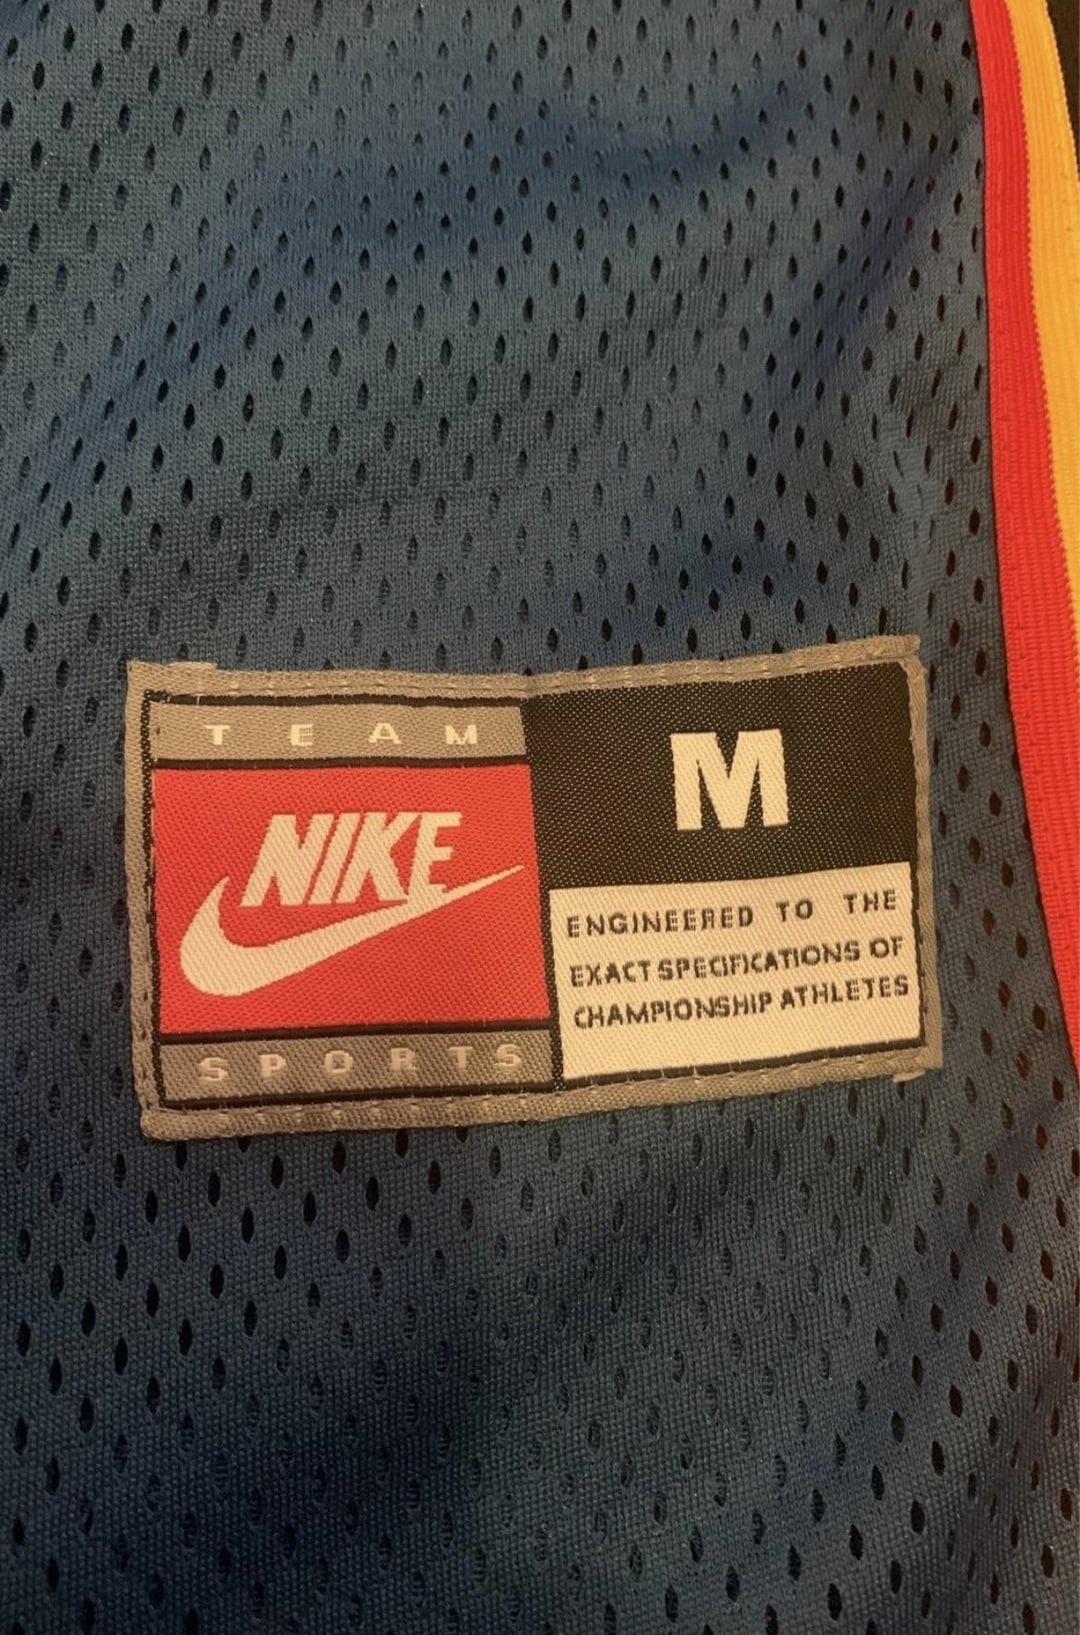 TEAM
NIKE
SPORTS
M
ENGINEERED TO THE
EXACT SPECIFICATIONS OF
CHAMPIONSHIP ATHLETES